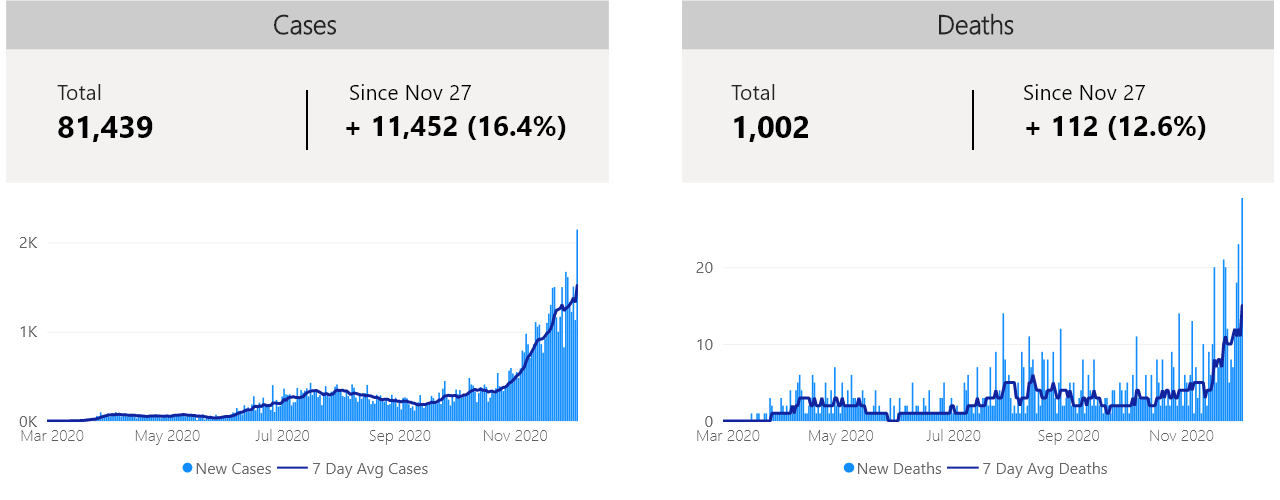 Cases
Total
81,439
Since Nov 27
+ 11,452 (16.4%)
2K
1K
0K
Mar 2020 May 2020 Jul 2020 Sep 2020 Nov 2020
New Cases 7 Day Avg Cases
Deaths
Total
1,002
Since Nov 27
+ 112 (12.6%)
20
10
0
Mar 2020 May 2020 Jul 2020 Sep 2020 Nov 2020
New Deaths 7 Day Avg Deaths